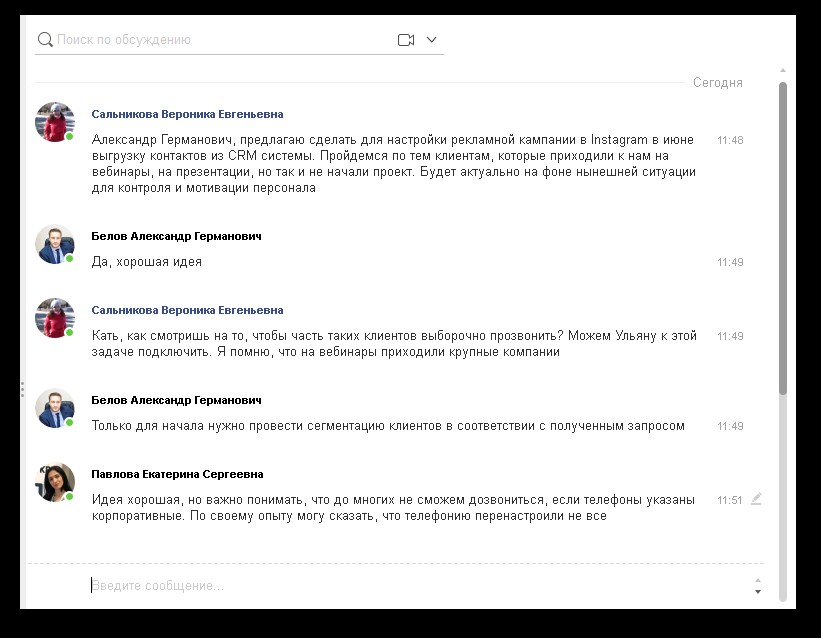 Поиск по обсуждению
Сегодня
Сальникова Вероника Евгеньевна
Александр Германович, предлагаю сделать для настройки рекламной кампании в Instagram в июне
11:48
выгрузку контактов из CRM системы. Пройдемся по тем клиентам, которые приходили к нам на
вебинары, на презентации, но так и не начали проект. Будет актуально на фоне нынешней ситуации
для контроля и мотивации персонала
Белов Александр Германович
Да, хорошая идея
11:49
Сальникова Вероника Евгеньевна
Кать, как смотришь на то, чтобы часть таких клиентов выборочно прозвонить? Можем Ульяну к этой
11:49
задаче подключить. Я помню, что на вебинары приходили крупные компании
Белов Александр Германович
Только для начала нужно провести сегментацию клиентов в соответствии с полученным запросом
11:49
Павлова Екатерина Сергеевна
Идея хорошая, но важно понимать, что до многих не сможем дозвониться, если телефоны указаны
11:51
корпоративные. По своему опыту могу сказать, что телефонию перенастроили не все
Введите сообщение...